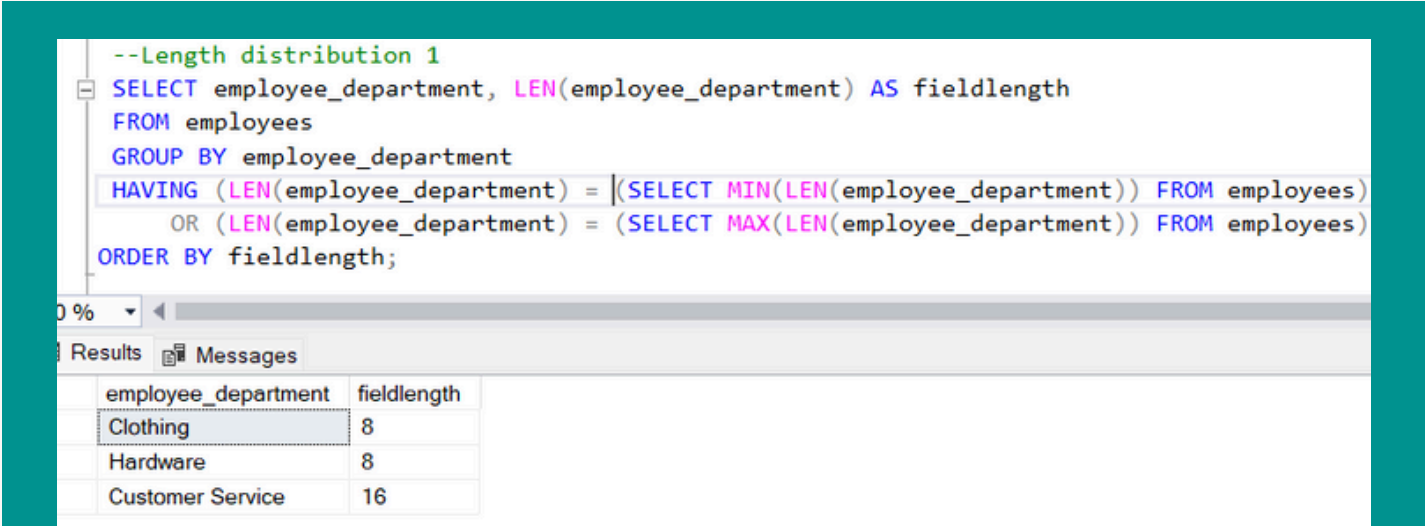 --Length distribution 1
SELECT employee_department, LEN(employee_department) AS fieldlength
FROM employees
GROUP BY employee_department
HAVING (LEN(employee_department) = (SELECT MIN(LEN(employee_department)) FROM employees)
OR (LEN(employee_department) = (SELECT MAX(LEN(employee_department)) FROM employees)
ORDER BY fieldlength;
0 %
Results Messages
employee_department fieldlength
Clothing 8
Hardware 8
Customer Service 16